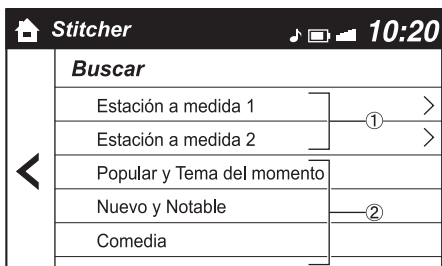 Stitcher 10:20
Buscar
Estación a medida 1
Estación a medida 2
①
Popular y Tema del momento
Nuevo y Notable
②
Comedia